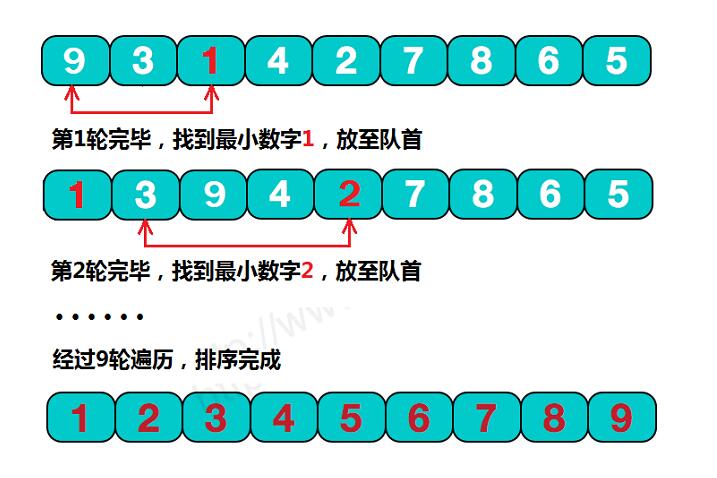 9 3 1 4 2 7 8 6 5
第1轮完毕，找到最小数字1，放至队首
1 3 9 4 2 7 8 6 5
第2轮完毕，找到最小数字2，放至队首
······
经过9轮遍历，排序完成
1 2 3 4 5 6 7 8 9